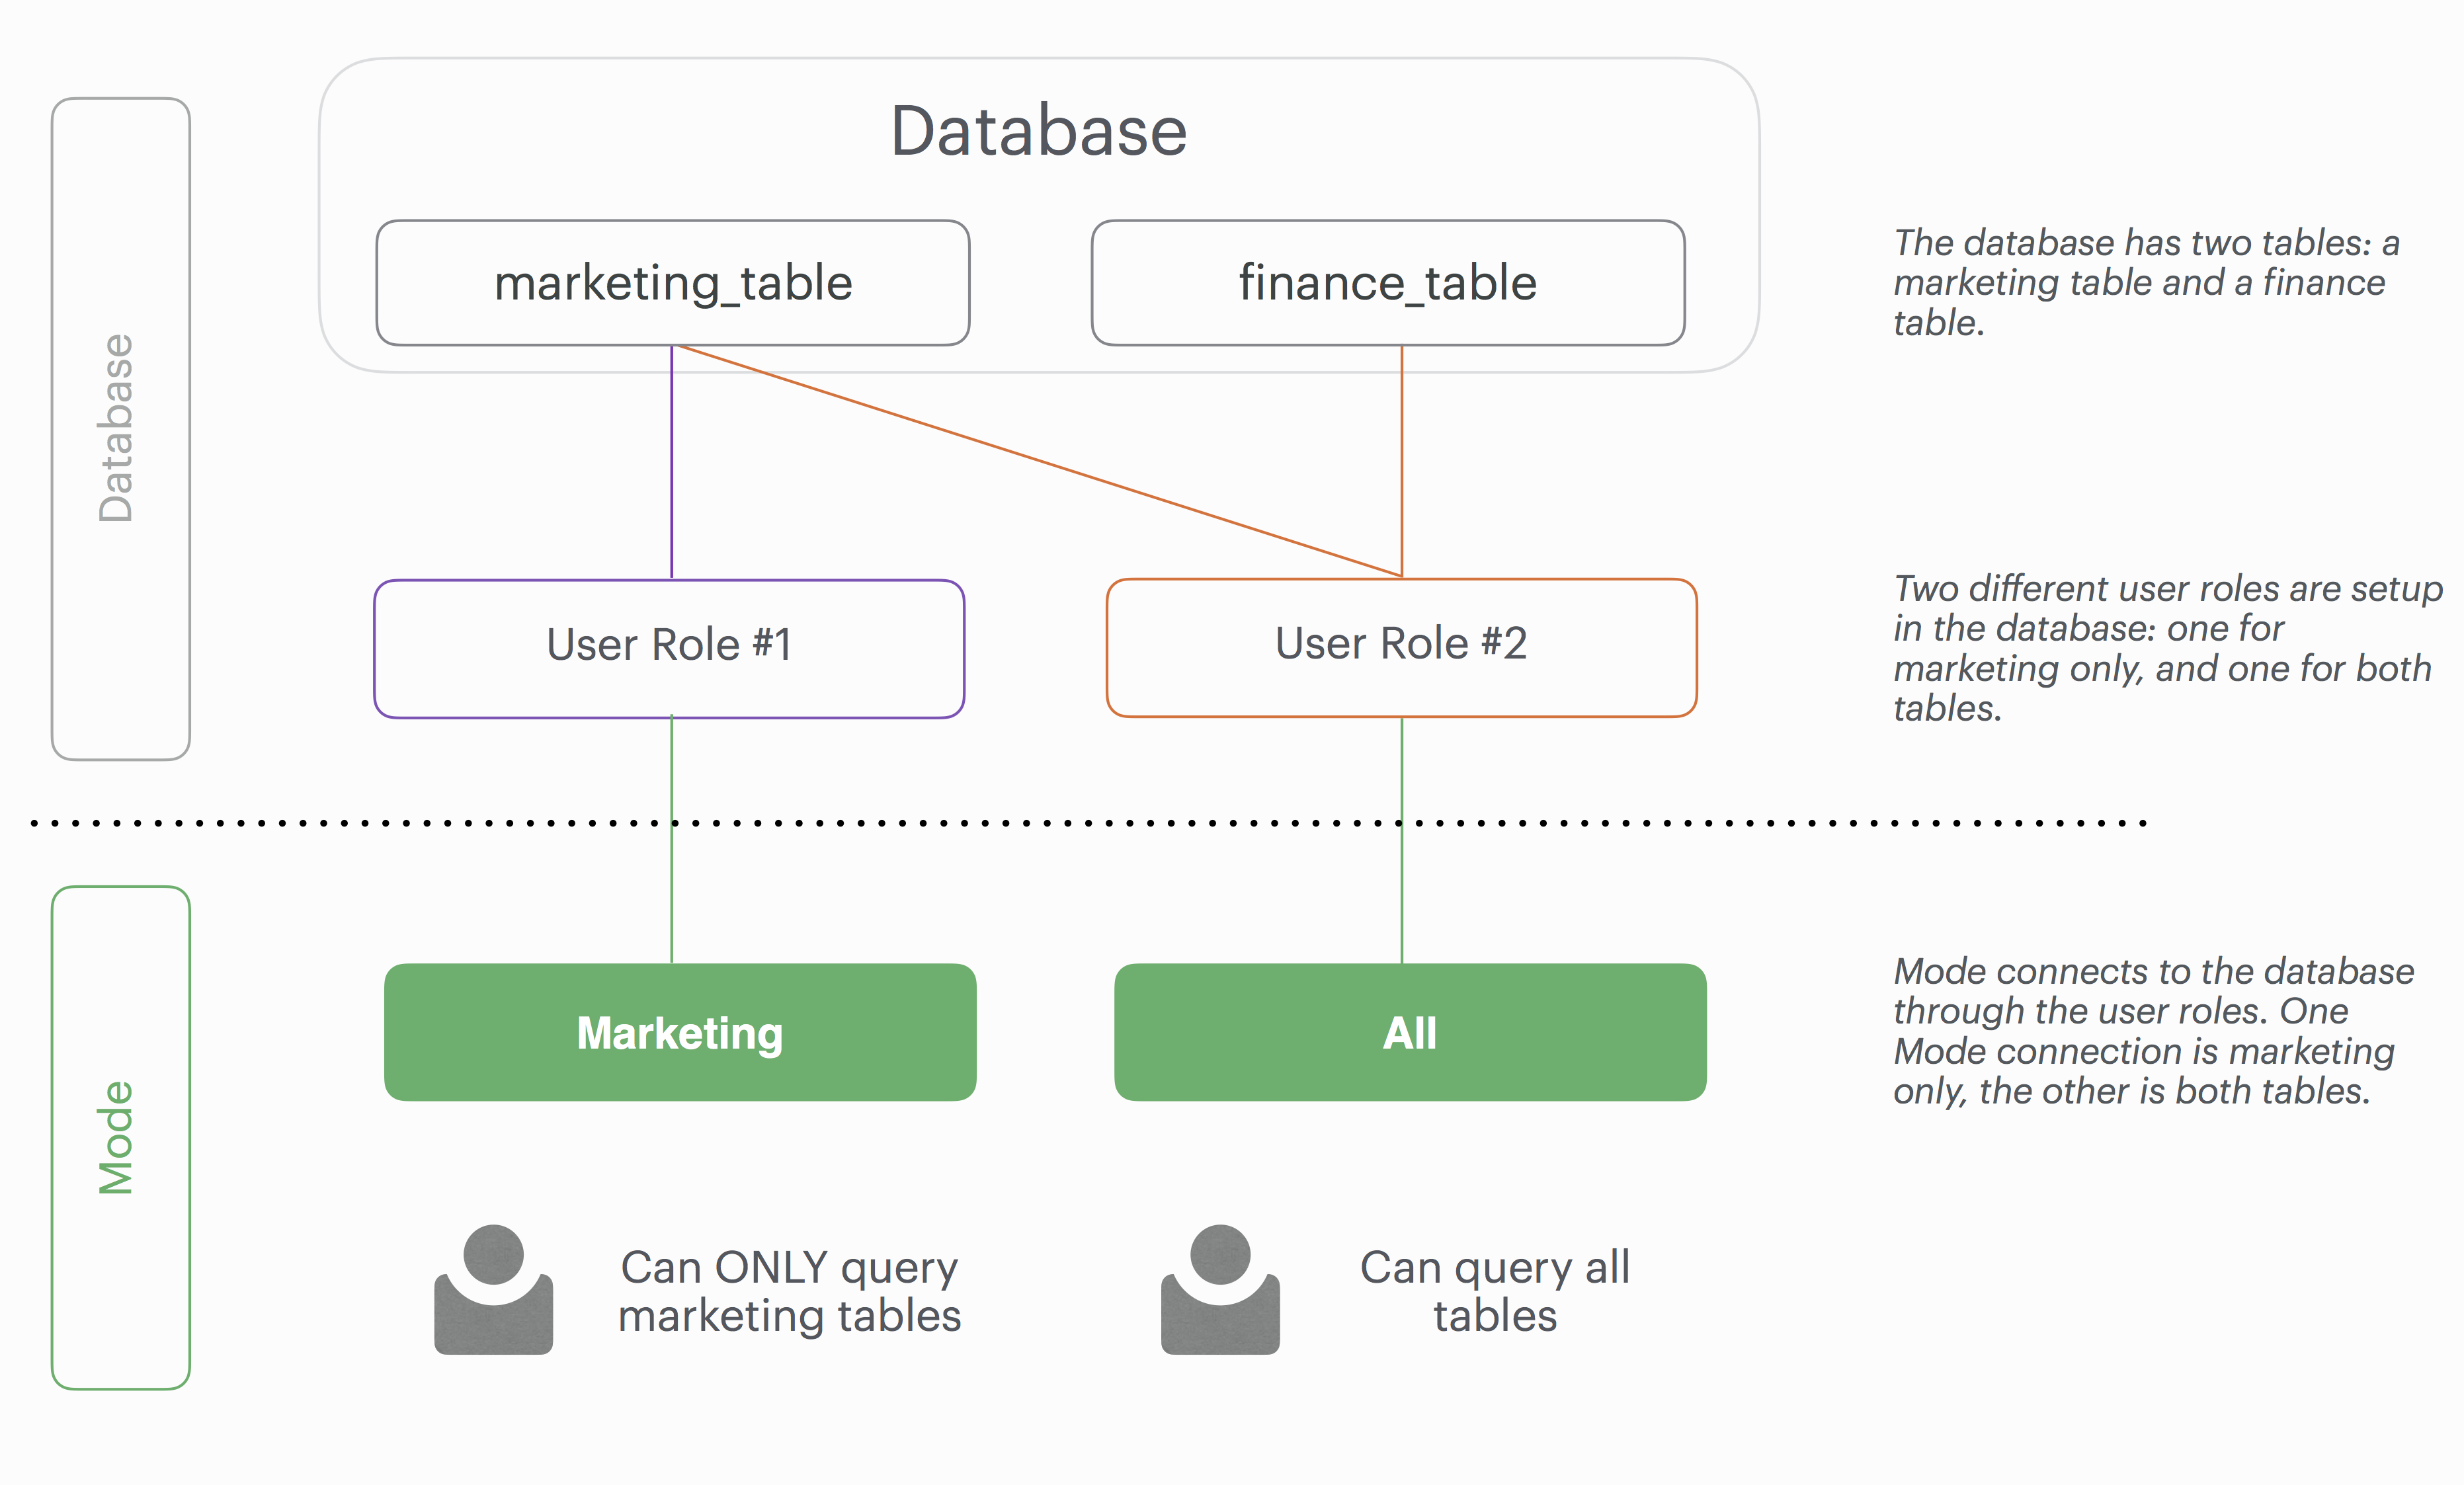 Database
Database
marketing_table
finance_table
The database has two tables: a
marketing table and a finance
table.
User Role #1
User Role #2
Two different user roles are setup
in the database: one for
marketing only, and one for both
tables.
Mode
Marketing
All
Mode connects to the database
through the user roles. One
Mode connection is marketing
only, the other is both tables.
Can ONLY query
marketing tables
Can query all
tables